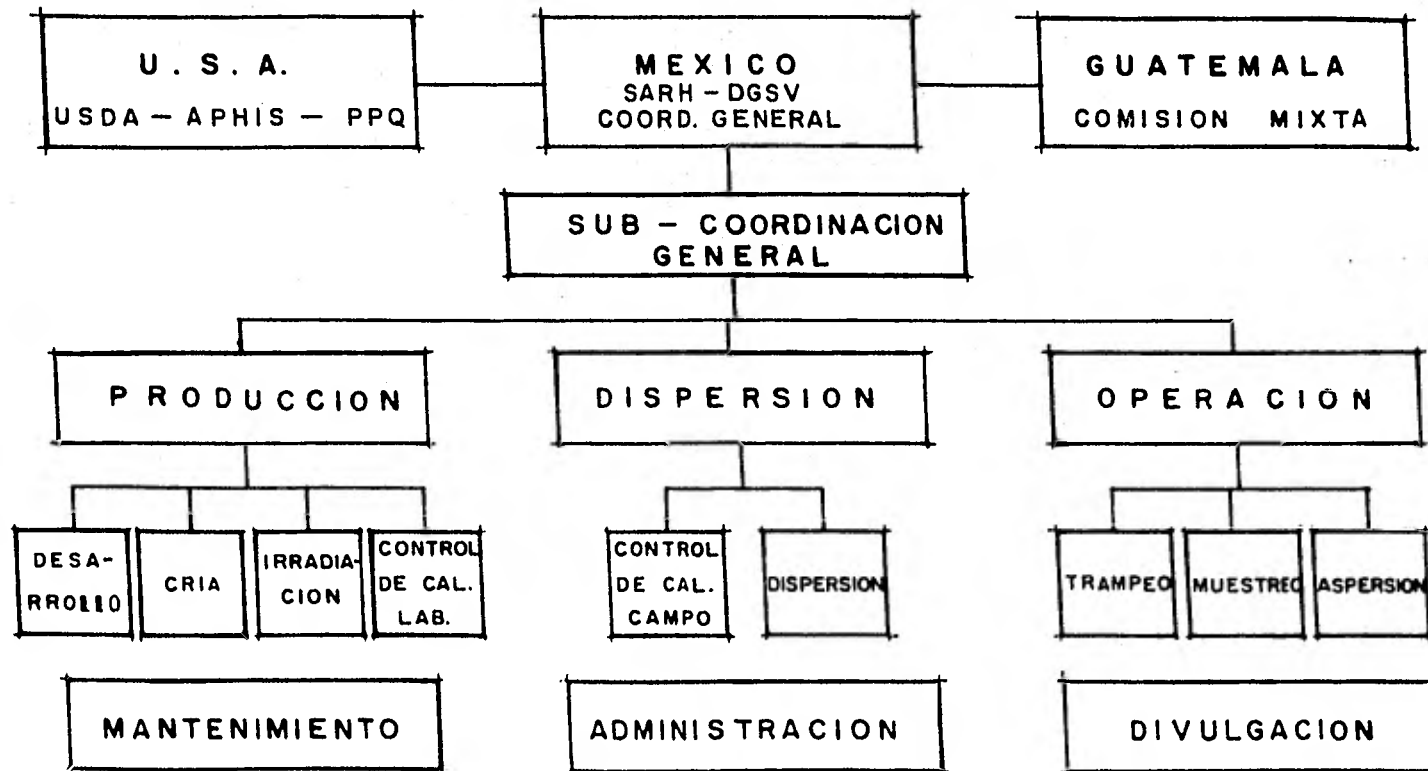 U.S.A.
USDA - APHIS - PPQ
MEXICO
SARH - DGSV
COORD. GENERAL
GUATEMALA
COMISION MIXTA
SUB - COORDINACION
GENERAL
PRODUCCION
DISPERSION
OPERACION
DESA-
RROLLO
CRIA
IRRADIA-
CION
CONTROL
DE CAL.
LAB.
CONTROL
DE CAL.
CAMPO
DISPERSION
TRAMPEO
MUESTREO
ASPERSION
MANTENIMIENTO
ADMINISTRACION
DIVULGACION